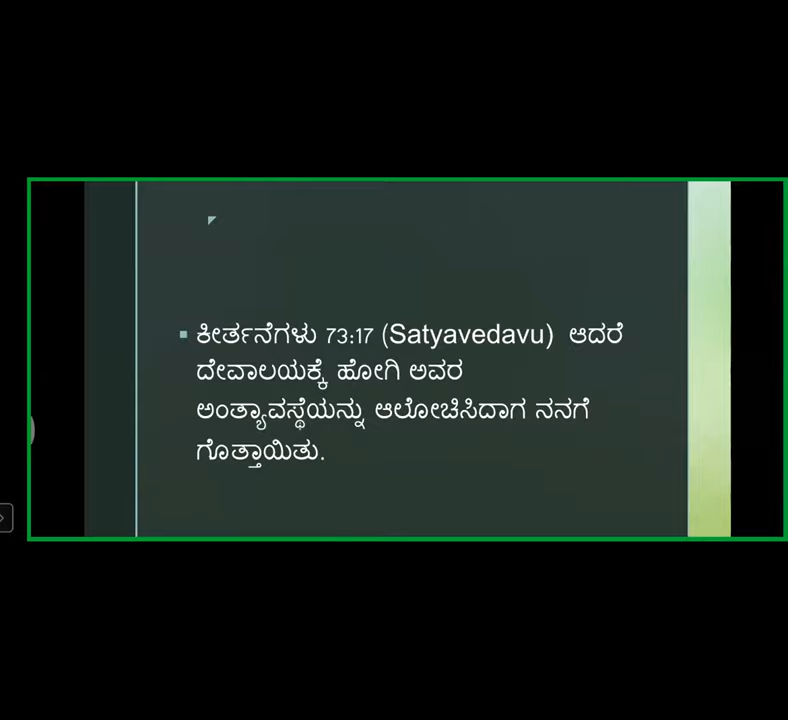 ಕೀರ್ತನೆಗಳು 73:17 (Satyavedavu) ಆದರೆ
ದೇವಾಲಯಕ್ಕೆ ಹೋಗಿ ಅವರ
ಅಂತ್ಯಾವಸ್ಥೆಯನ್ನು ಆಲೋಚಿಸಿದಾಗ ನನಗೆ
ಗೊತ್ತಾಯಿತು.